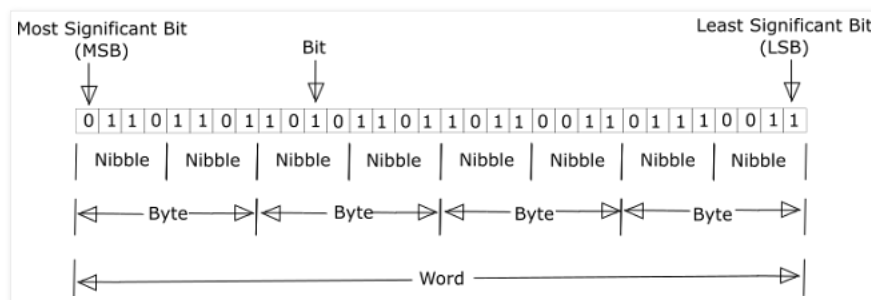 Most Significant Bit
(MSB)
Bit
Least Significant Bit
(LSB)
0 1 1 0 1 1 0 1 1 0 1 0 1 1 0 1 1 0 1 1 0 0 1 1 0 1 1 1 0 0 1 1
Nibble Nibble Nibble Nibble Nibble Nibble Nibble Nibble
Byte Byte Byte Byte
Word